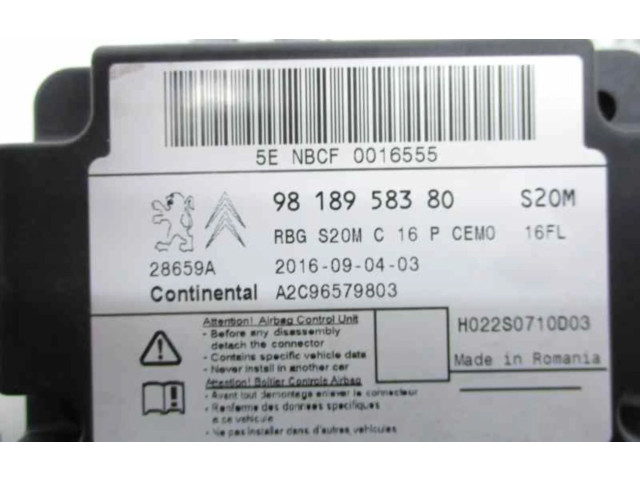 5E NBCF 0016555
98 189 583 80 S20M
RBG S20M C 16 P CEMO 16FL
28659A 2016-09-04-03
Continental A2C96579803
Attention! Airbag Control Unit
- Before any disassembly
detach the connector
- Contains specific vehicle data
- Never install in another car
H022S0710D03
Made in Romania
Attention! Boitier Controle Airbag
- Avant tout demontage enlever le connecteur
- Renferme des donnees specifiques
a ce vehicule
- Ne pas installer dans d'autres vehicules